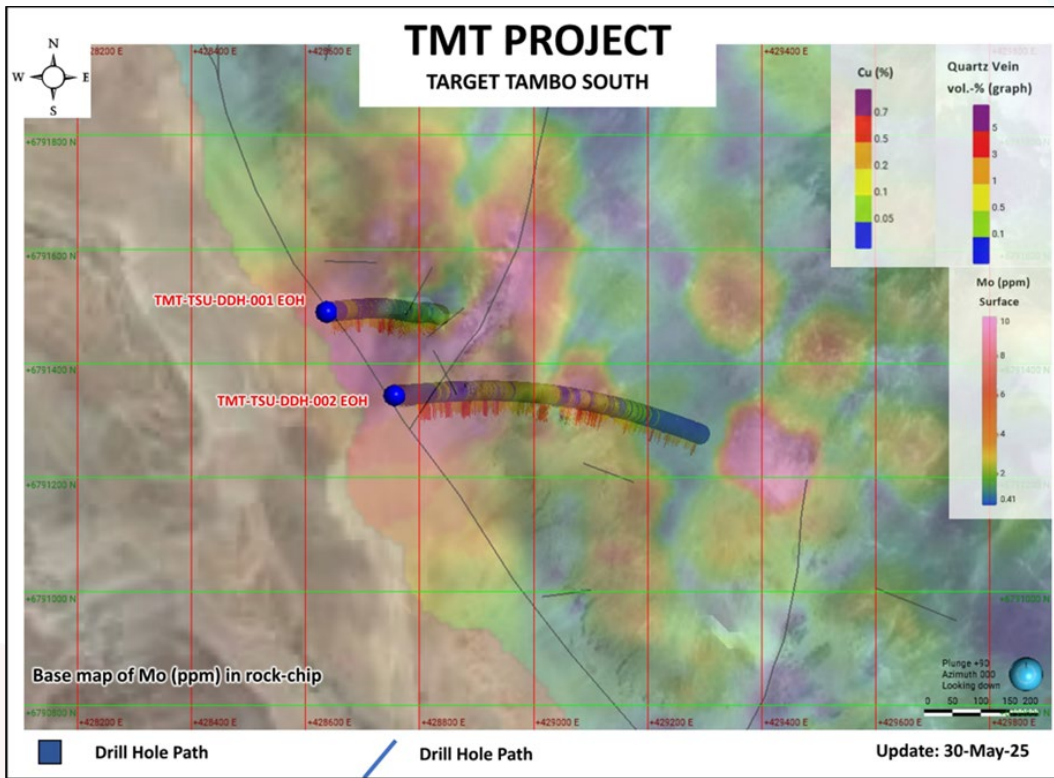 TMT PROJECT
TARGET TAMBO SOUTH
N
W E
S
+428200 E
+428400 E
+428600 E
+429400 E
+6791800 N
+6791600 N
+6791400 N
+6791200 N
+6791000 N
+6790800 N
Cu (%)
0.7
0.5
0.2
0.1
0.05
Quartz Vein
vol.-% (graph)
5
3
1
0.5
0.1
Mo (ppm)
Surface
10
8
6
4
2
0.41
TMT-TSU-DDH-001 EOH
TMT-TSU-DDH-002 EOH
+6791000 N
Base map of Mo (ppm) in rock-chip
Plunge +90
Azimuth 000
Looking down
0 50 100 150 200
+428200 E
+428400 E
+428600 E
+428800 E
+429000 E
+429200 E
+429400 E
+429600 E
+429800 E
Drill Hole Path
Drill Hole Path
Update: 30-May-25